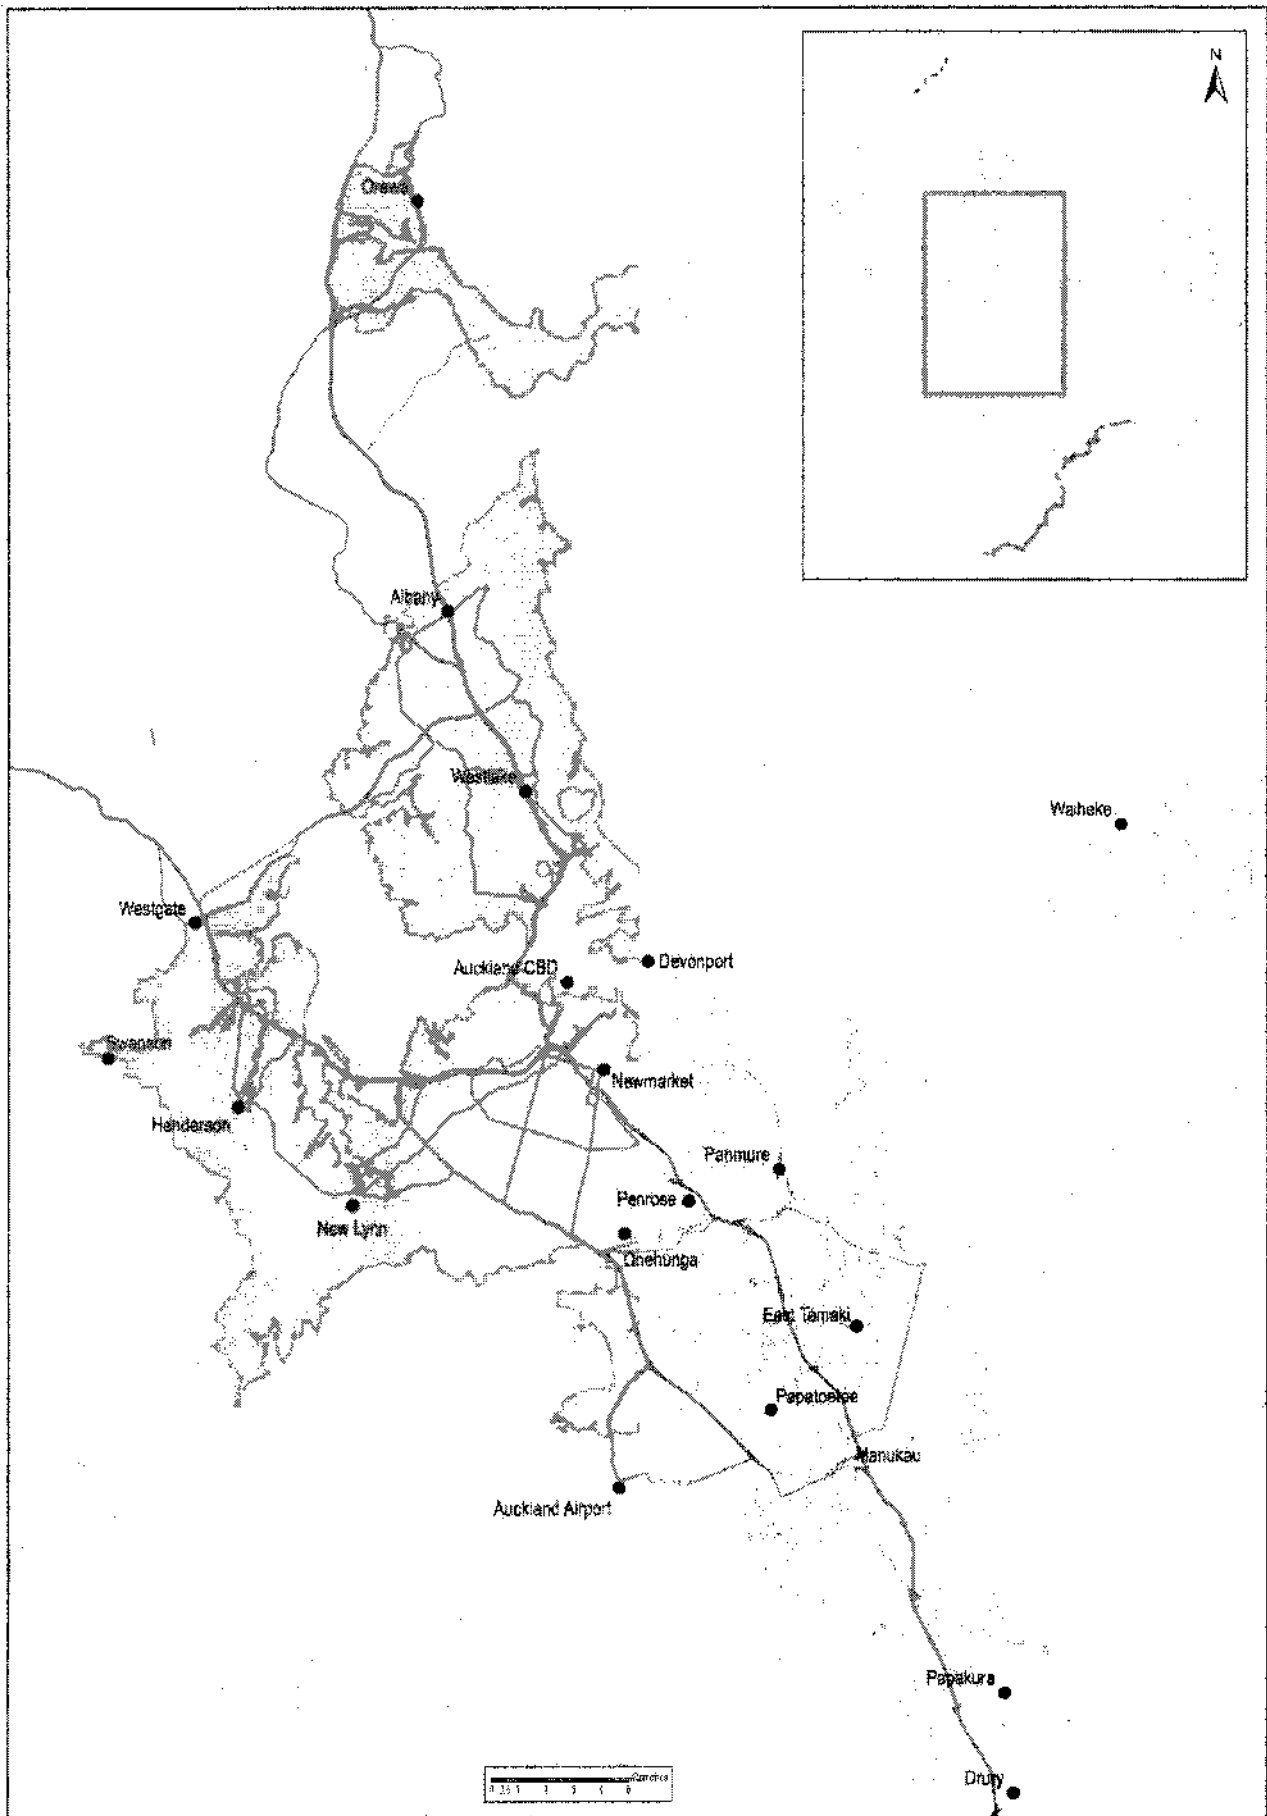 N
Orewa
Albany
Westlake
Waiheke
Westgate
Devonport
Auckland CBD
Swanson
Newmarket
Henderson
Panmure
Penrose
New Lynn
Onehunga
East Tamaki
Papatoetoe
Manukau
Auckland Airport
Papakura
Drury